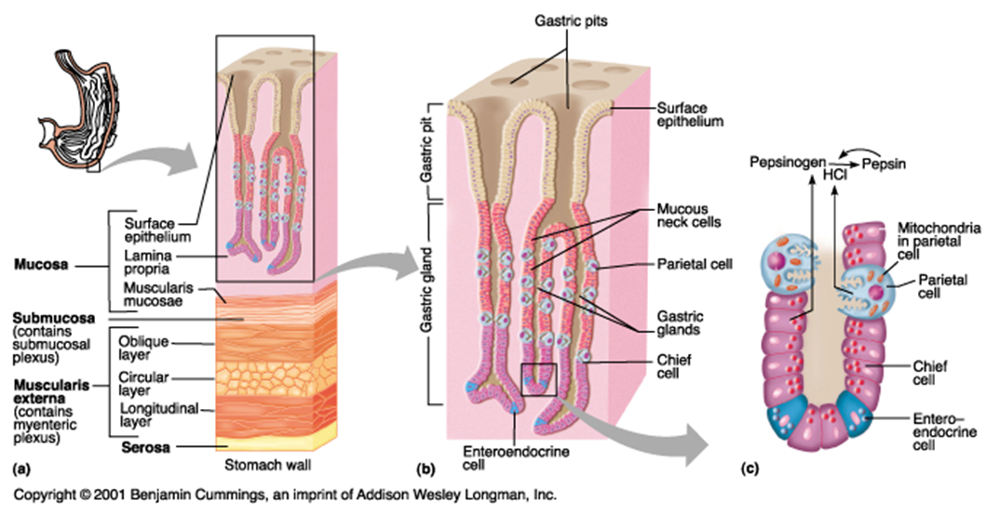 Surface
epithelium
Lamina
propria
Muscularis
mucosae
Mucosa
Submucosa
(contains
submucosal
plexus)
Oblique
layer
Circular
layer
Longitudinal
layer
Muscularis
externa
(contains
myenteric
plexus)
Serosa
(a)
Stomach wall
Gastric pits
Gastric pit
Gastric gland
Surface
epithelium
Mucous
neck cells
Parietal cell
Gastric
glands
Chief
cell
Enteroendocrine
cell
(b)
Pepsinogen
HCl
Pepsin
Mitochondria
in parietal
cell
Parietal
cell
Chief
cell
Entero–
endocrine
cell
(c)
Copyright © 2001 Benjamin Cummings, an imprint of Addison Wesley Longman, Inc.